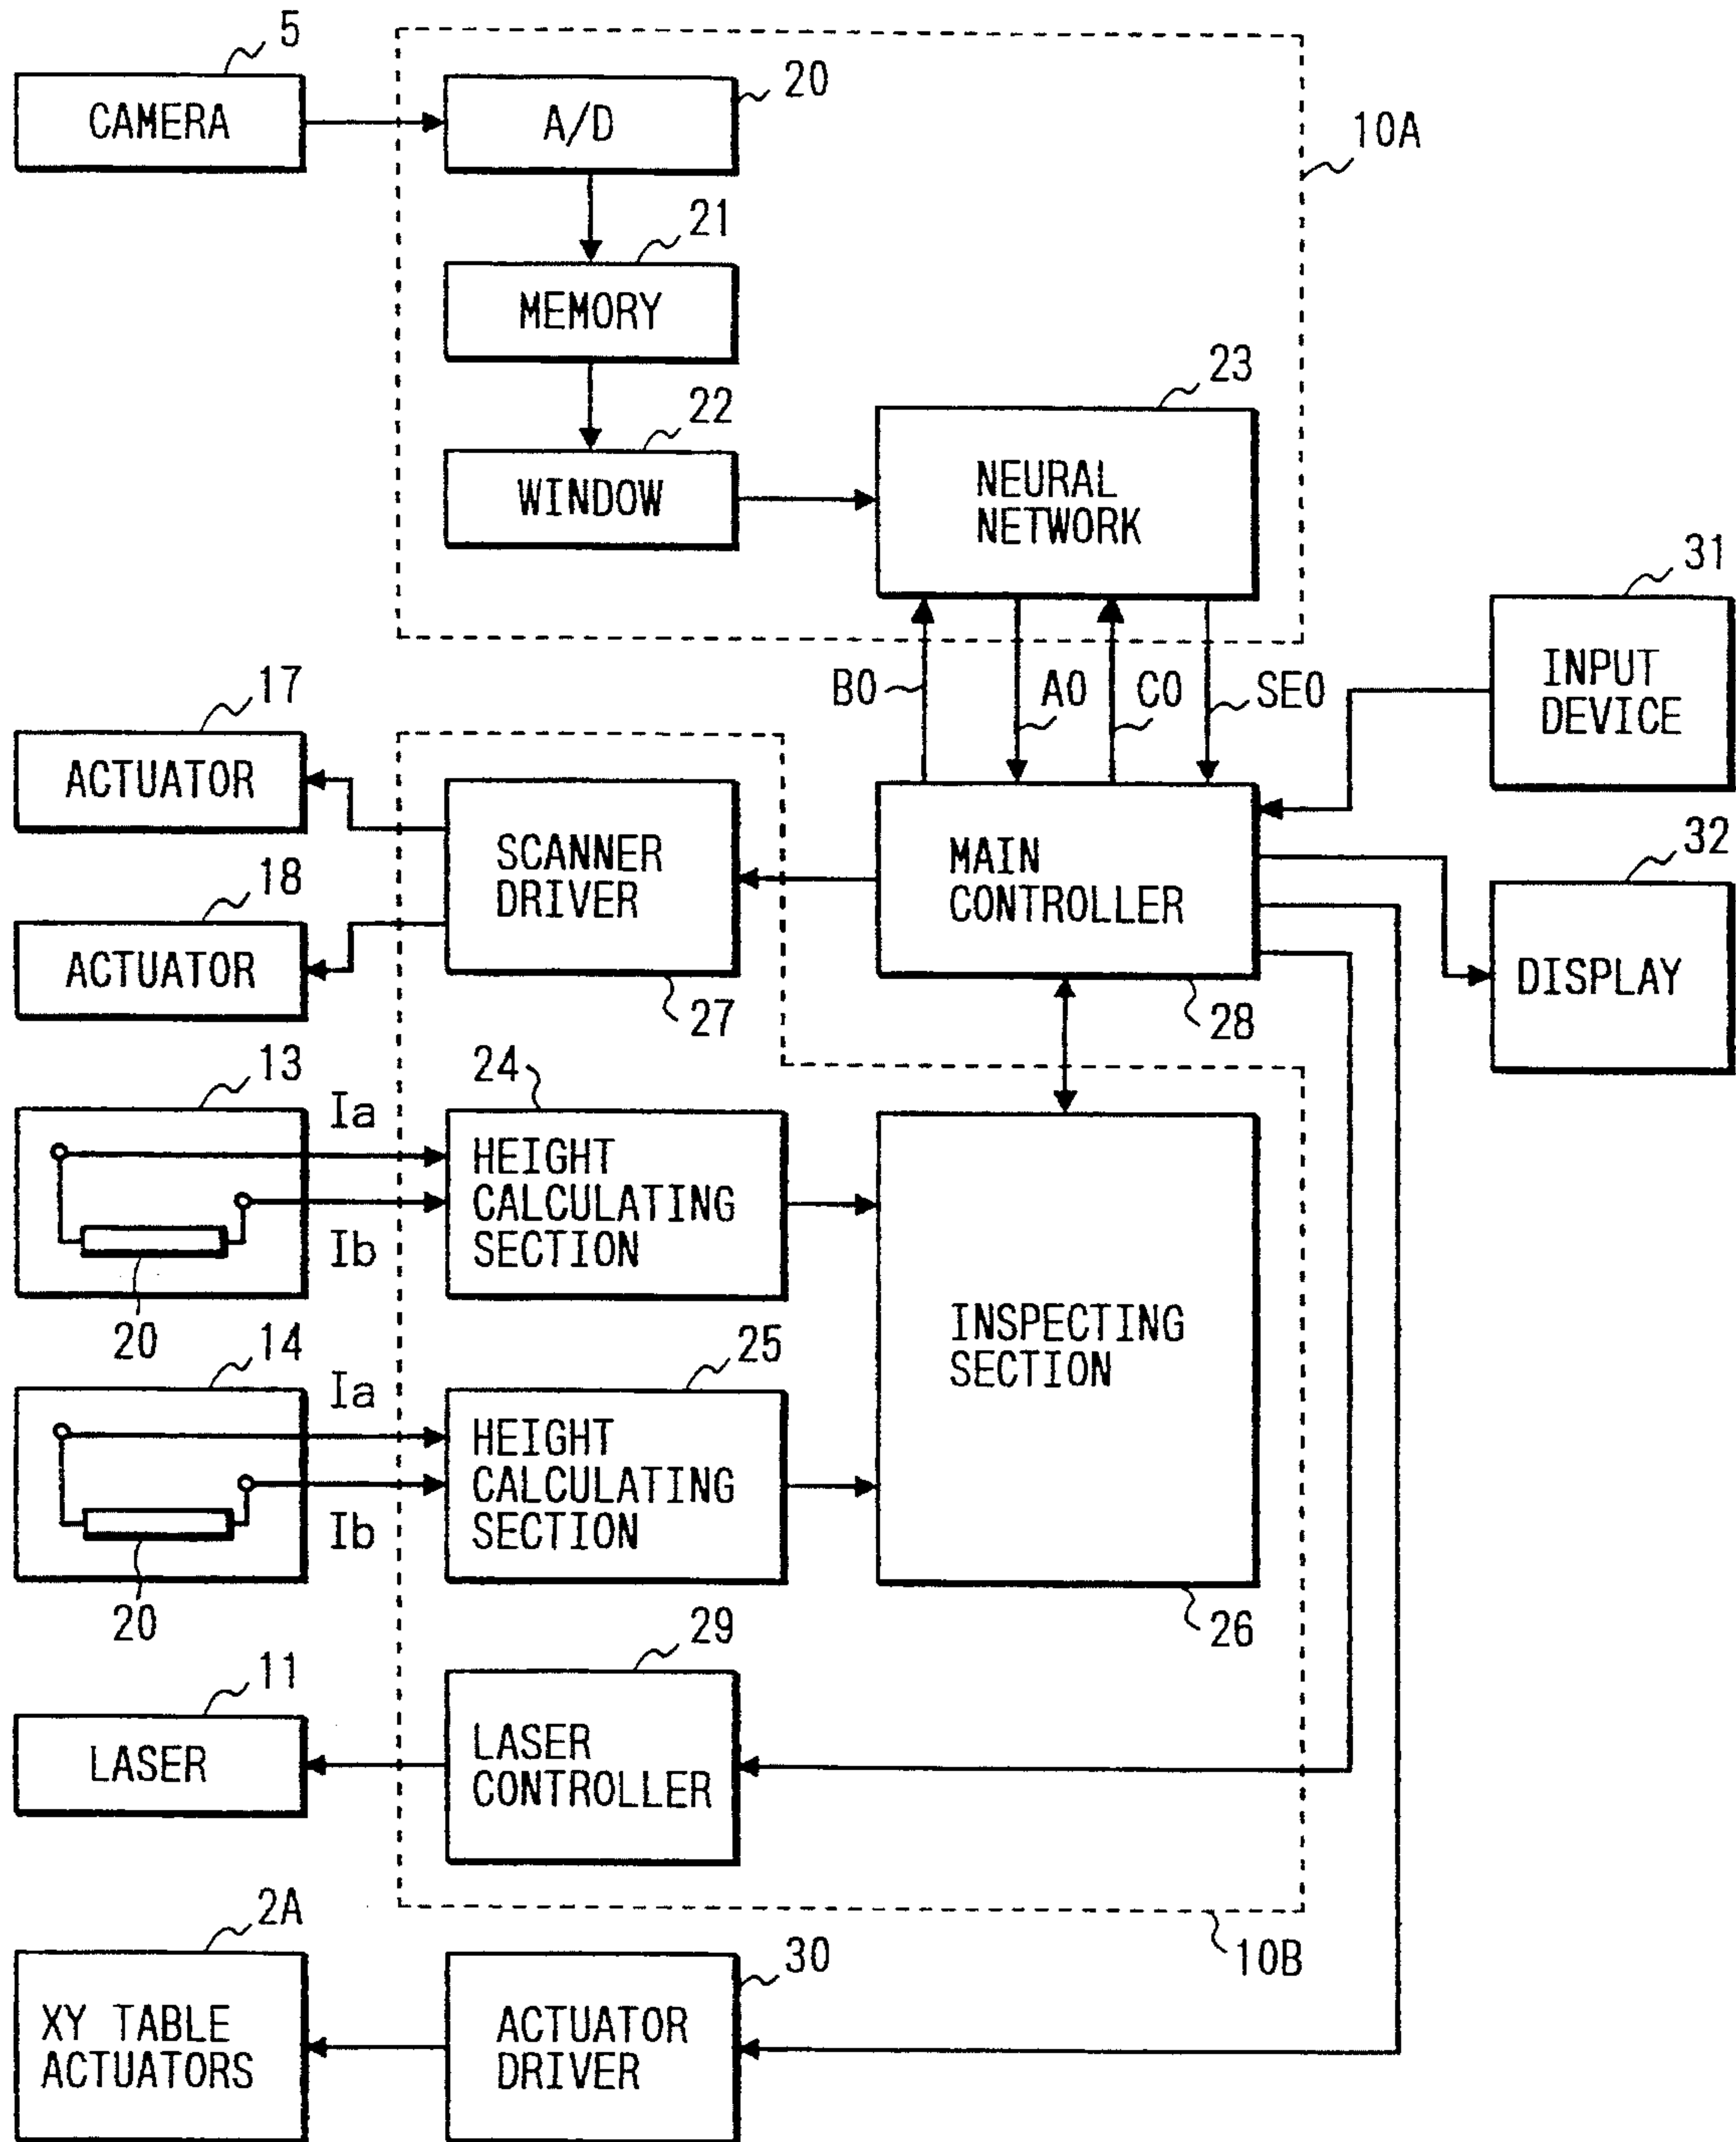 5
CAMERA
20
A/D
10A
21
MEMORY
22
WINDOW
23
NEURAL
NETWORK
31
INPUT
DEVICE
B0
A0
C0
SE0
17
ACTUATOR
18
ACTUATOR
SCANNER
DRIVER
27
MAIN
CONTROLLER
28
32
DISPLAY
13
Ia
Ib
20
24
HEIGHT
CALCULATING
SECTION
14
Ia
Ib
20
25
HEIGHT
CALCULATING
SECTION
INSPECTING
SECTION
26
11
LASER
29
LASER
CONTROLLER
10B
2A
XY TABLE
ACTUATORS
30
ACTUATOR
DRIVER